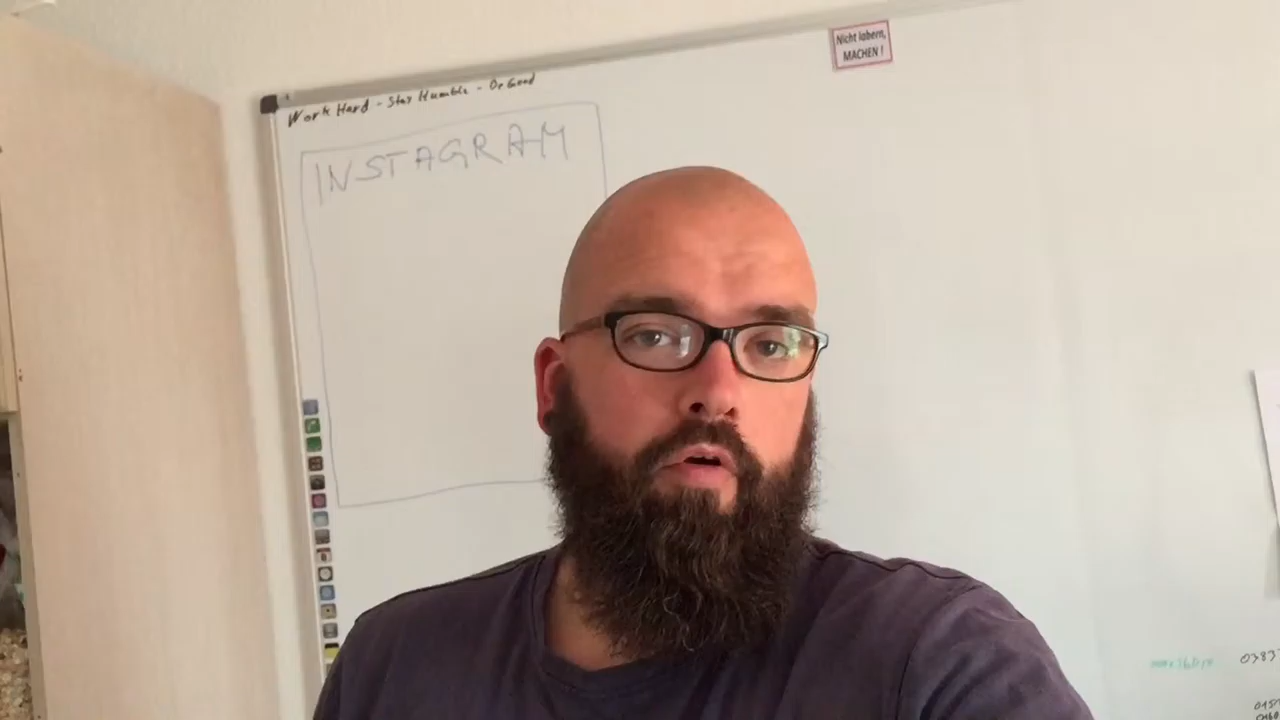 Work Hard - Stay Humble - Do Good
Nicht labern,
MACHEN !
INSTAGRAM